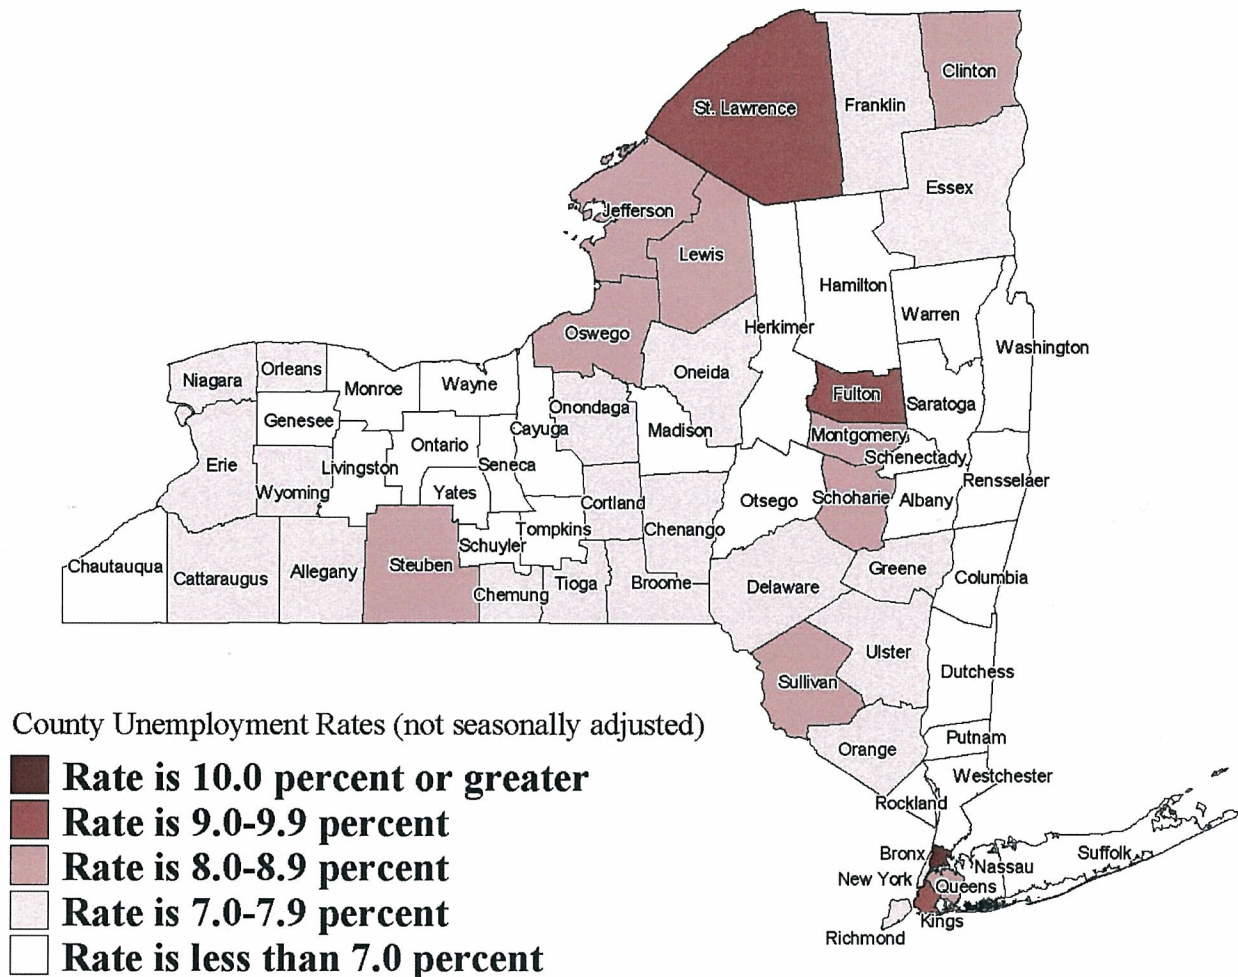 Clinton
St. Lawrence
Franklin
Essex
Jefferson
Lewis
Hamilton
Warren
Herkimer
Oswego
Washington
Oneida
Orleans
Niagara
Monroe
Wayne
Fulton
Saratoga
Onondaga
Genesee
Cayuga
Madison
Montgomery
Ontario
Schenectady
Erie
Seneca
Livingston
Rensselaer
Wyoming
Yates
Schoharie
Albany
Otsego
Cortland
Tompkins
Chenango
Schuyler
Chautauqua
Steuben
Greene
Allegany
Cattaraugus
Columbia
Broome
Tioga
Delaware
Chemung
Ulster
Dutchess
Sullivan
County Unemployment Rates (not seasonally adjusted)
Putnam
Orange
Rate is 10.0 percent or greater
Westchester
Rockland
Rate is 9.0-9.9 percent
Bronx
Suffolk
Nassau
Rate is 8.0-8.9 percent
New York
Queens
Rate is 7.0-7.9 percent
Kings
Richmond
Rate is less than 7.0 percent